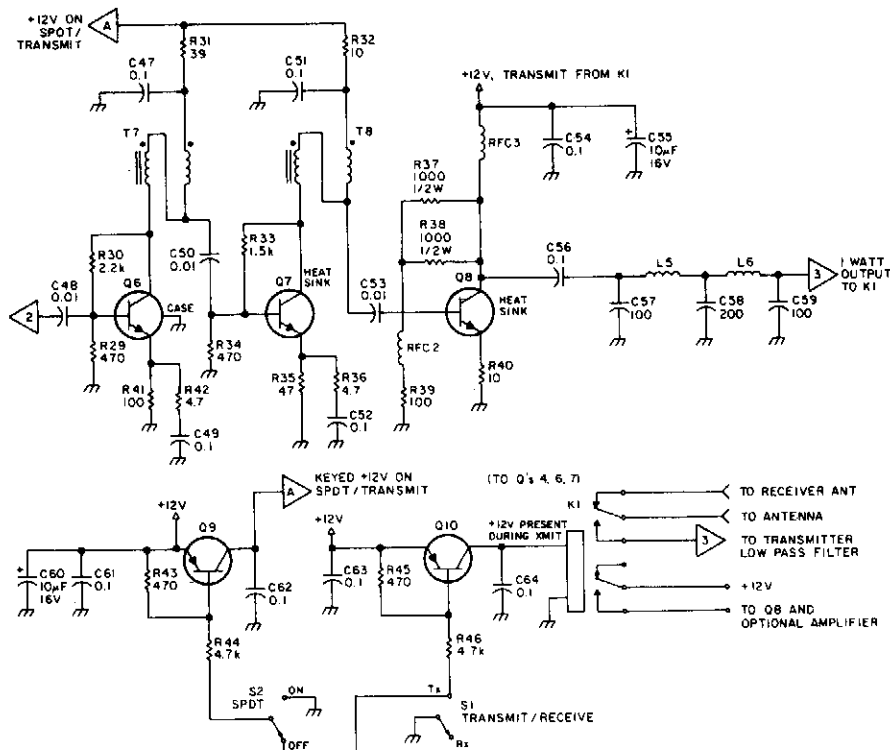 +12V ON
SPOT/
TRANSMIT
A
R31
39
R32
10
C47
0.1
C51
0.1
+12V, TRANSMIT FROM K1
T7
T8
RFC3
C54
0.1
+
C55
10μF
16V
R37
1000
1/2W
R38
1000
1/2W
R30
2.2k
C50
0.01
R33
1.5k
HEAT
SINK
C48
0.01
Q6
CASE
Q7
C53
0.01
Q8
HEAT
SINK
C56
0.1
L5
L6
3
1 WATT
OUTPUT
TO K1
2
C57
100
C58
200
C59
100
R29
470
R34
470
RFC2
R40
10
R41
100
R42
4.7
R35
47
R36
4.7
R39
100
C49
0.1
C52
0.1
A
KEYED +12V ON
SPDT/TRANSMIT
(TO Q's 4, 6, 7)
+12V
Q9
+12V
Q10
+12V PRESENT
DURING XMIT
K1
TO RECEIVER ANT
TO ANTENNA
3
TO TRANSMITTER
LOW PASS FILTER
+12V
TO Q8 AND
OPTIONAL AMPLIFIER
+
C60
10μF
16V
C61
0.1
R43
470
C62
0.1
C63
0.1
R45
470
C64
0.1
R44
4.7k
R46
4.7k
S2
SPDT
ON
OFF
Tx
S1
TRANSMIT/RECEIVE
Rx